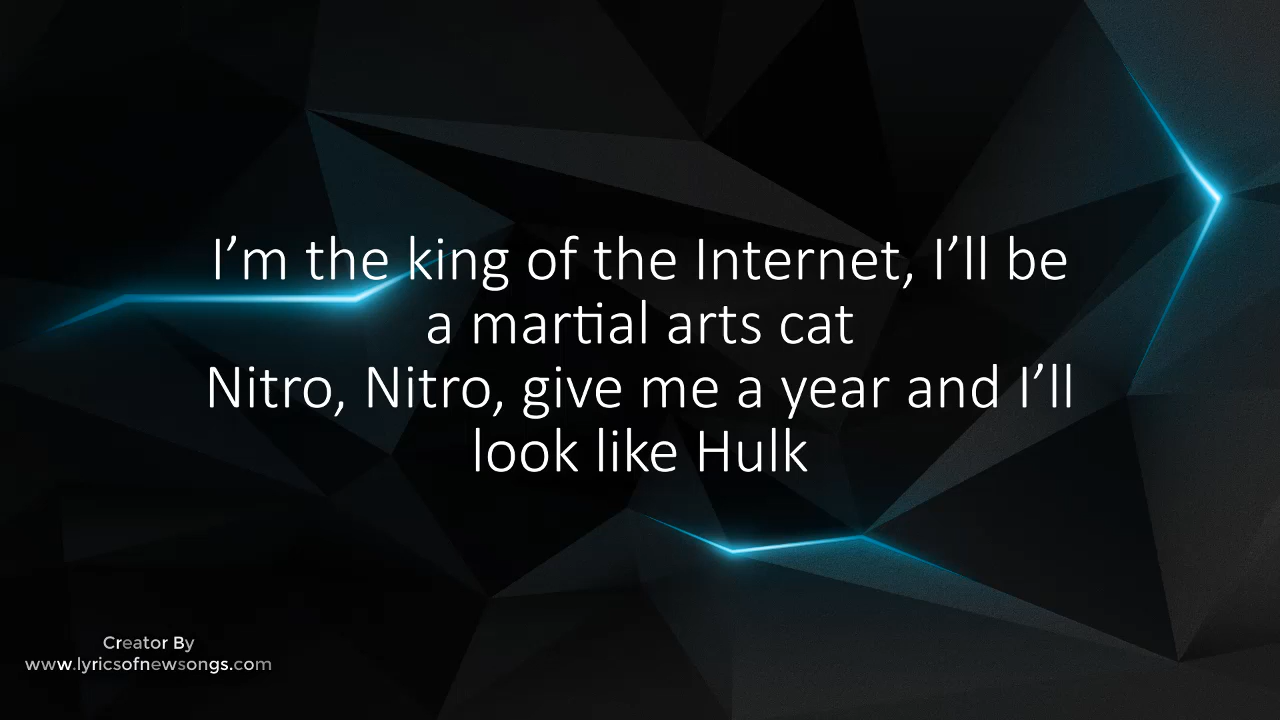 I’m the king of the Internet, I’ll be
a martial arts cat
Nitro, Nitro, give me a year and I’ll
look like Hulk
Creator By
www.lyricsofnewsongs.com